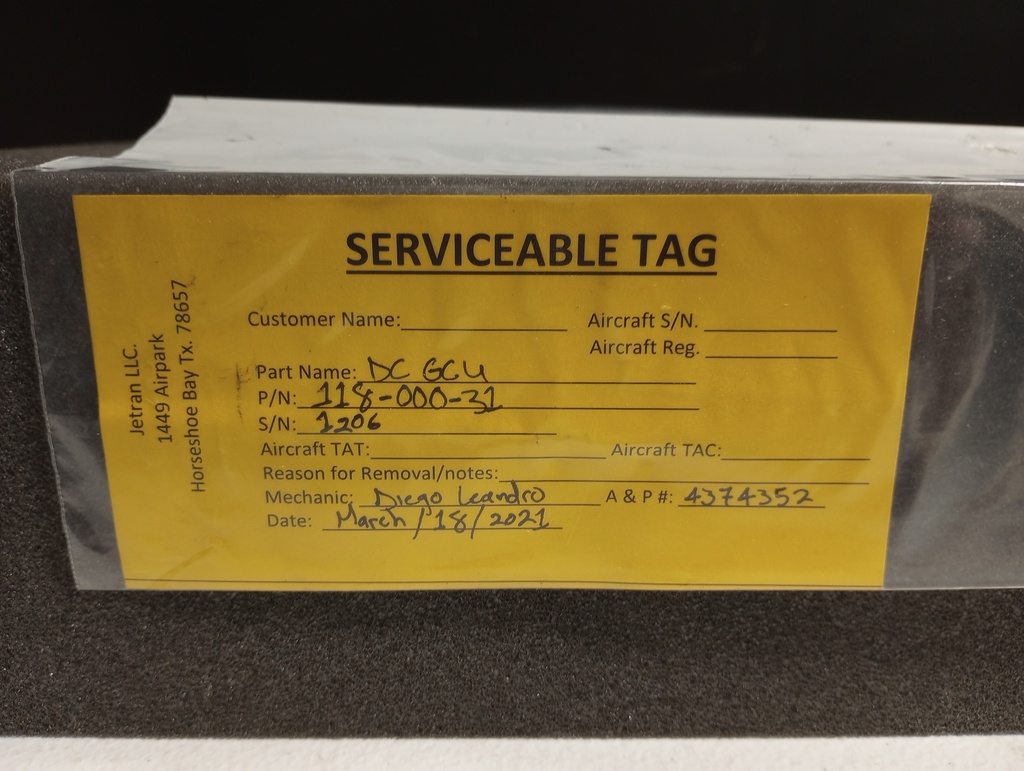 SERVICEABLE TAG
Jetran LLC.
1449 Airpark
Horseshoe Bay Tx. 78657
Customer Name: Aircraft S/N.
Aircraft Reg.
Part Name: DC GCU
P/N: 118-000-31
S/N: 1206
Aircraft TAT: Aircraft TAC:
Reason for Removal/notes:
Mechanic: Diego Leandro A & P #: 4374352
Date: March/18/2021